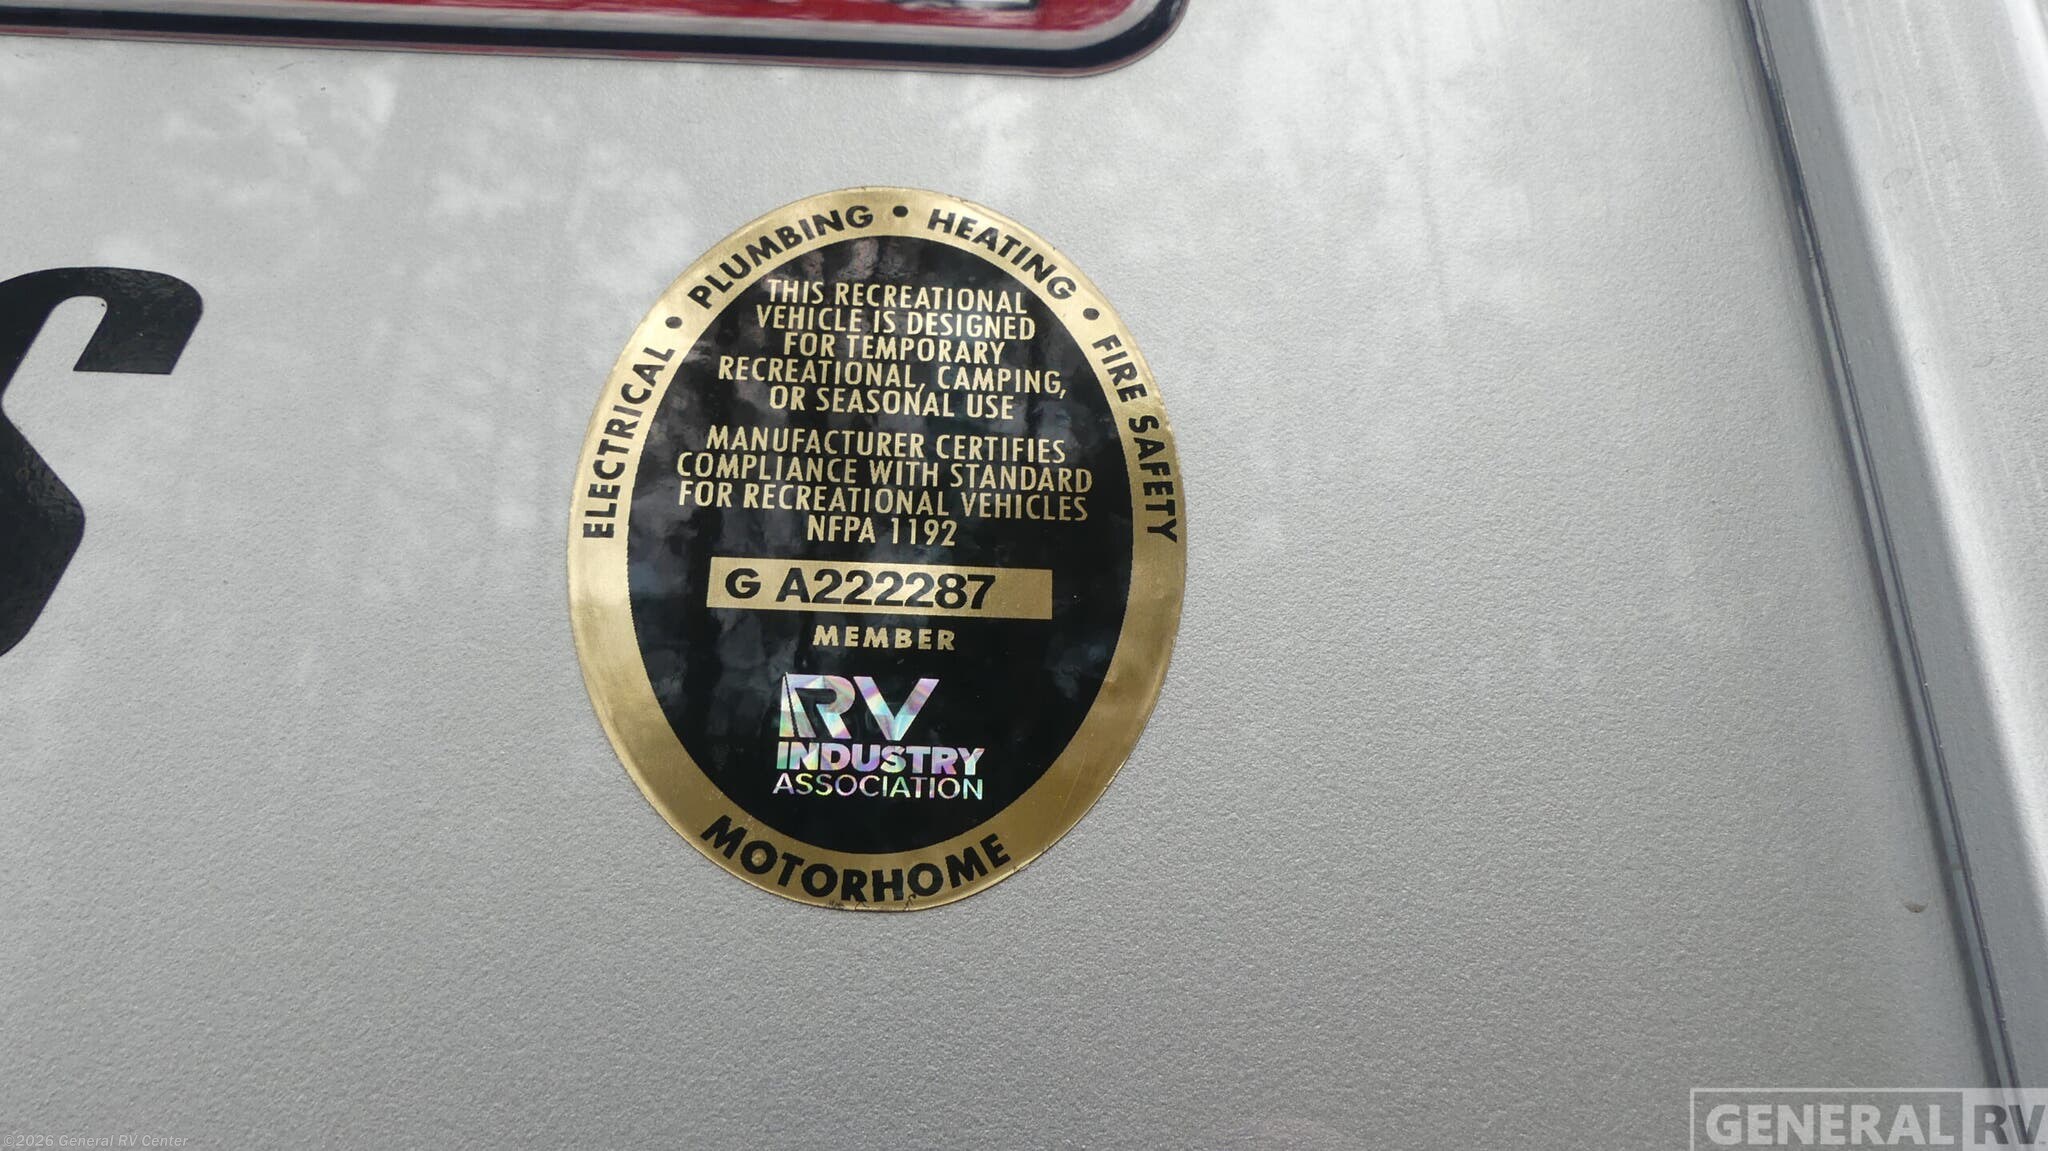 ELECTRICAL • PLUMBING • HEATING • FIRE SAFETY
THIS RECREATIONAL
VEHICLE IS DESIGNED
FOR TEMPORARY
RECREATIONAL, CAMPING,
OR SEASONAL USE
MANUFACTURER CERTIFIES
COMPLIANCE WITH STANDARD
FOR RECREATIONAL VEHICLES
NFPA 1192
G A222287
MEMBER
RV
INDUSTRY
ASSOCIATION
MOTORHOME
©2026 General RV Center
GENERAL RV